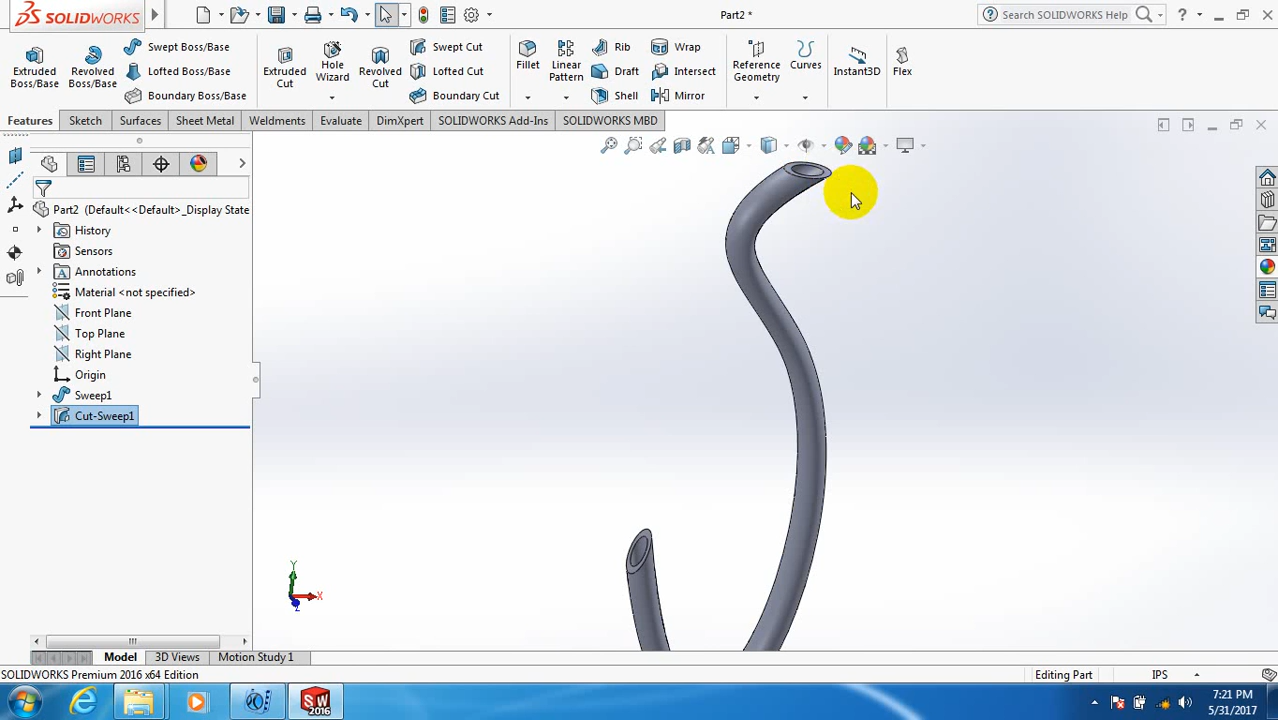 SOLIDWORKS
Part2 *
Search SOLIDWORKS Help
?
Extruded Boss/Base
Revolved Boss/Base
Swept Boss/Base
Lofted Boss/Base
Boundary Boss/Base
Extruded Cut
Hole Wizard
Revolved Cut
Swept Cut
Lofted Cut
Boundary Cut
Fillet
Linear Pattern
Rib
Draft
Shell
Wrap
Intersect
Mirror
Reference Geometry
Curves
Instant3D
Flex
Features
Sketch
Surfaces
Sheet Metal
Weldments
Evaluate
DimXpert
SOLIDWORKS Add-Ins
SOLIDWORKS MBD
Part2 (Default<<Default>_Display State
History
Sensors
Annotations
Material <not specified>
Front Plane
Top Plane
Right Plane
Origin
Sweep1
Cut-Sweep1
Y
X
Z
Model
3D Views
Motion Study 1
SOLIDWORKS Premium 2016 x64 Edition
Editing Part
IPS
SW
2016
7:21 PM
5/31/2017